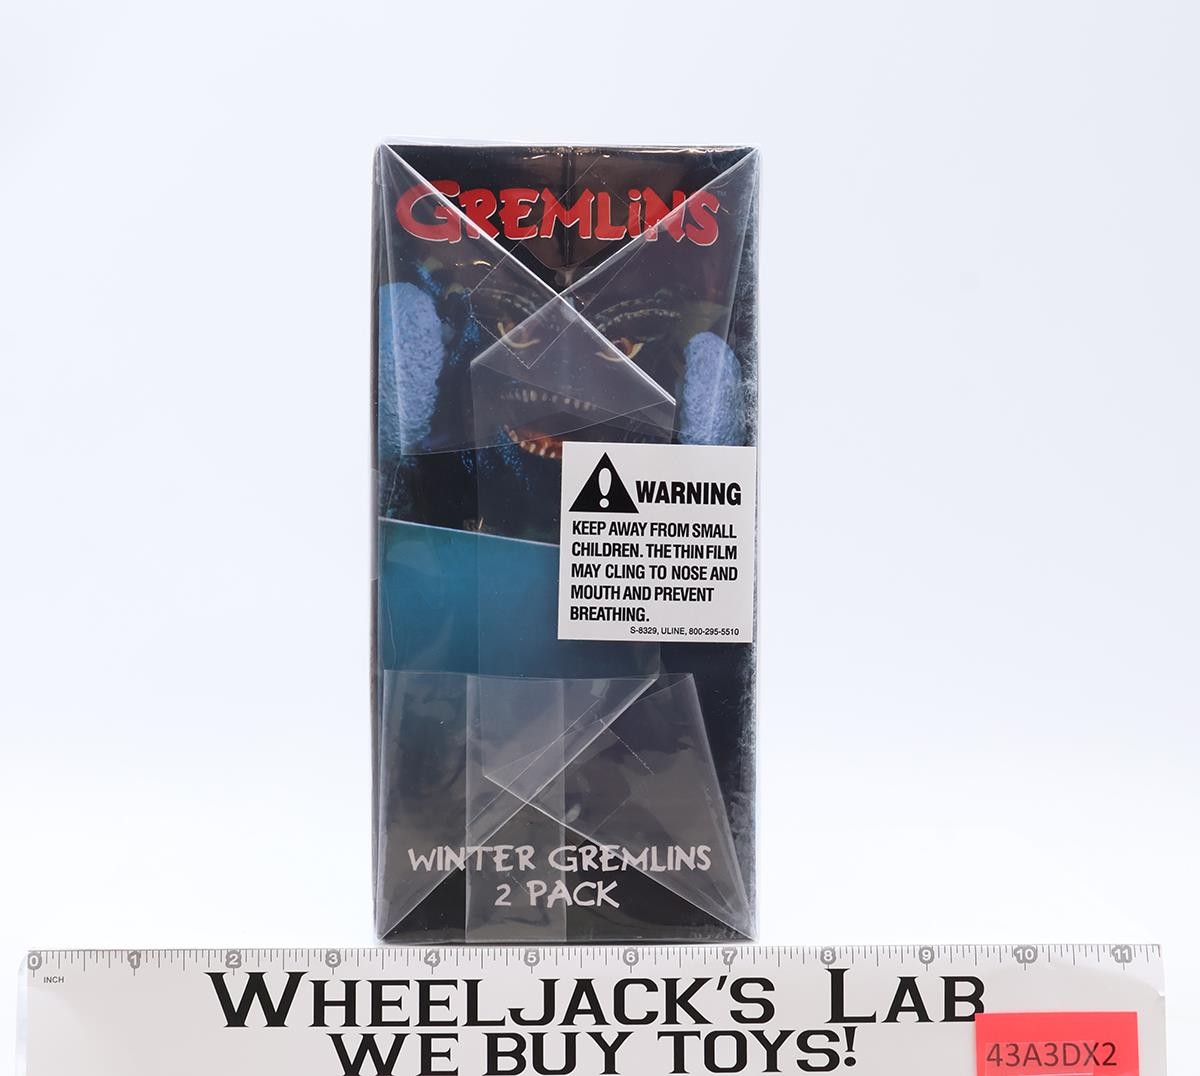 GREMLiNS™
WARNING
KEEP AWAY FROM SMALL
CHILDREN. THE THIN FILM
MAY CLING TO NOSE AND
MOUTH AND PREVENT
BREATHING.
S-8329, ULINE, 800-295-5510
WINTER GREMLINS
2 PACK
0 1 2 3 4 5 6 7 8 9 10 11
INCH
WHEELJACK'S LAB
WE BUY TOYS!
43A3DX2